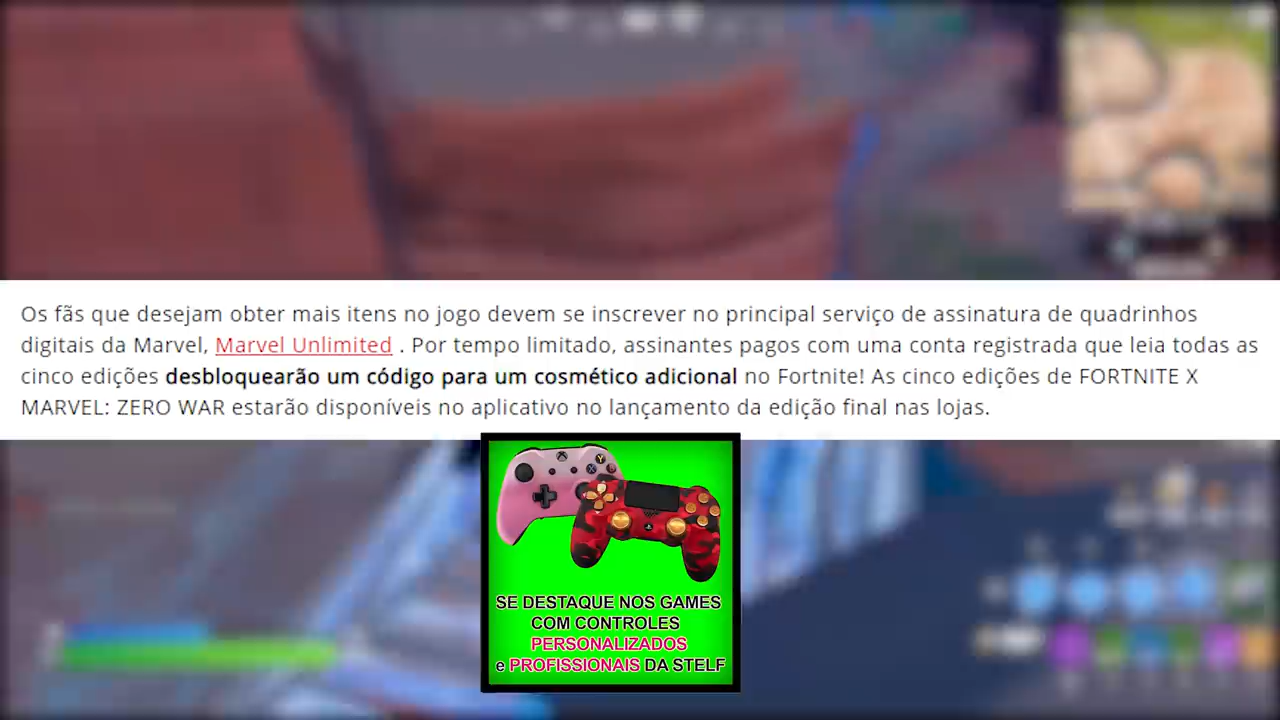 Os fãs que desejam obter mais itens no jogo devem se inscrever no principal serviço de assinatura de quadrinhos
digitais da Marvel, Marvel Unlimited . Por tempo limitado, assinantes pagos com uma conta registrada que leia todas as
cinco edições desbloquearão um código para um cosmético adicional no Fortnite! As cinco edições de FORTNITE X
MARVEL: ZERO WAR estarão disponíveis no aplicativo no lançamento da edição final nas lojas.
SE DESTAQUE NOS GAMES
COM CONTROLES
PERSONALIZADOS
e PROFISSIONAIS DA STELF